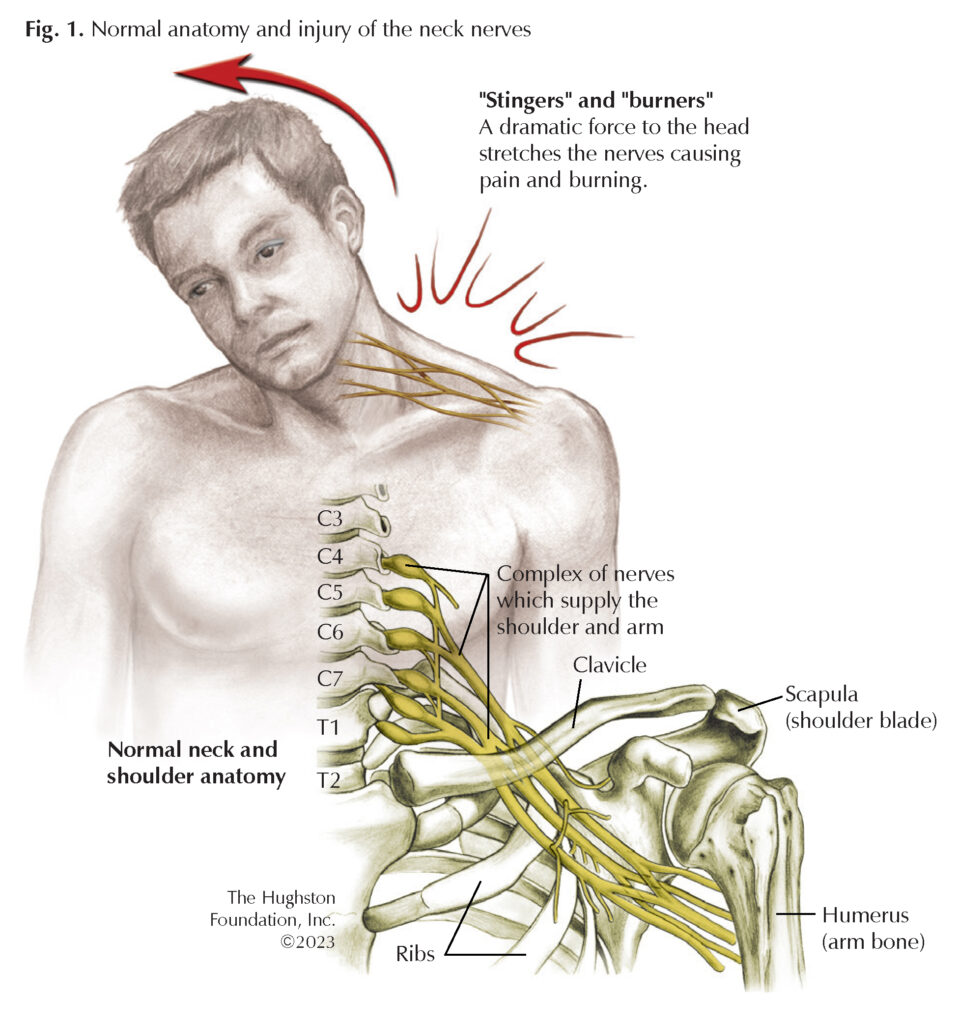 Fig. 1. Normal anatomy and injury of the neck nerves
"Stingers" and "burners"
A dramatic force to the head
stretches the nerves causing
pain and burning.
C3
C4
C5
C6
C7
T1
T2
Complex of nerves
which supply the
shoulder and arm
Clavicle
Scapula
(shoulder blade)
Normal neck and
shoulder anatomy
The Hughston
Foundation, Inc.
©2023
Ribs
Humerus
(arm bone)